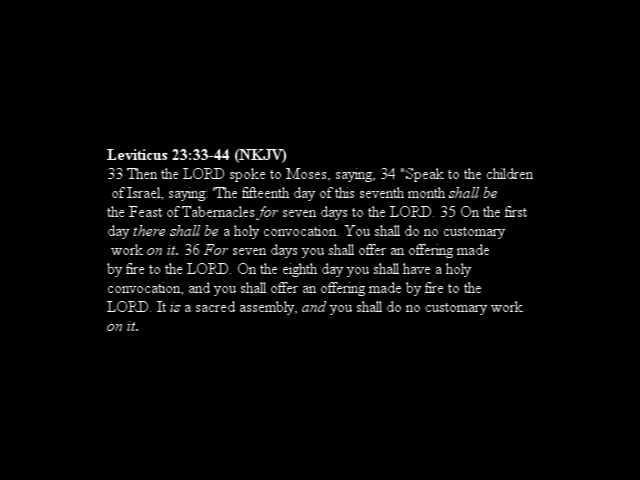 Leviticus 23:33-44 (NKJV)
33 Then the LORD spoke to Moses, saying, 34 "Speak to the children
of Israel, saying: 'The fifteenth day of this seventh month shall be
the Feast of Tabernacles for seven days to the LORD. 35 On the first
day there shall be a holy convocation. You shall do no customary
work on it. 36 For seven days you shall offer an offering made
by fire to the LORD. On the eighth day you shall have a holy
convocation, and you shall offer an offering made by fire to the
LORD. It is a sacred assembly, and you shall do no customary work
on it.